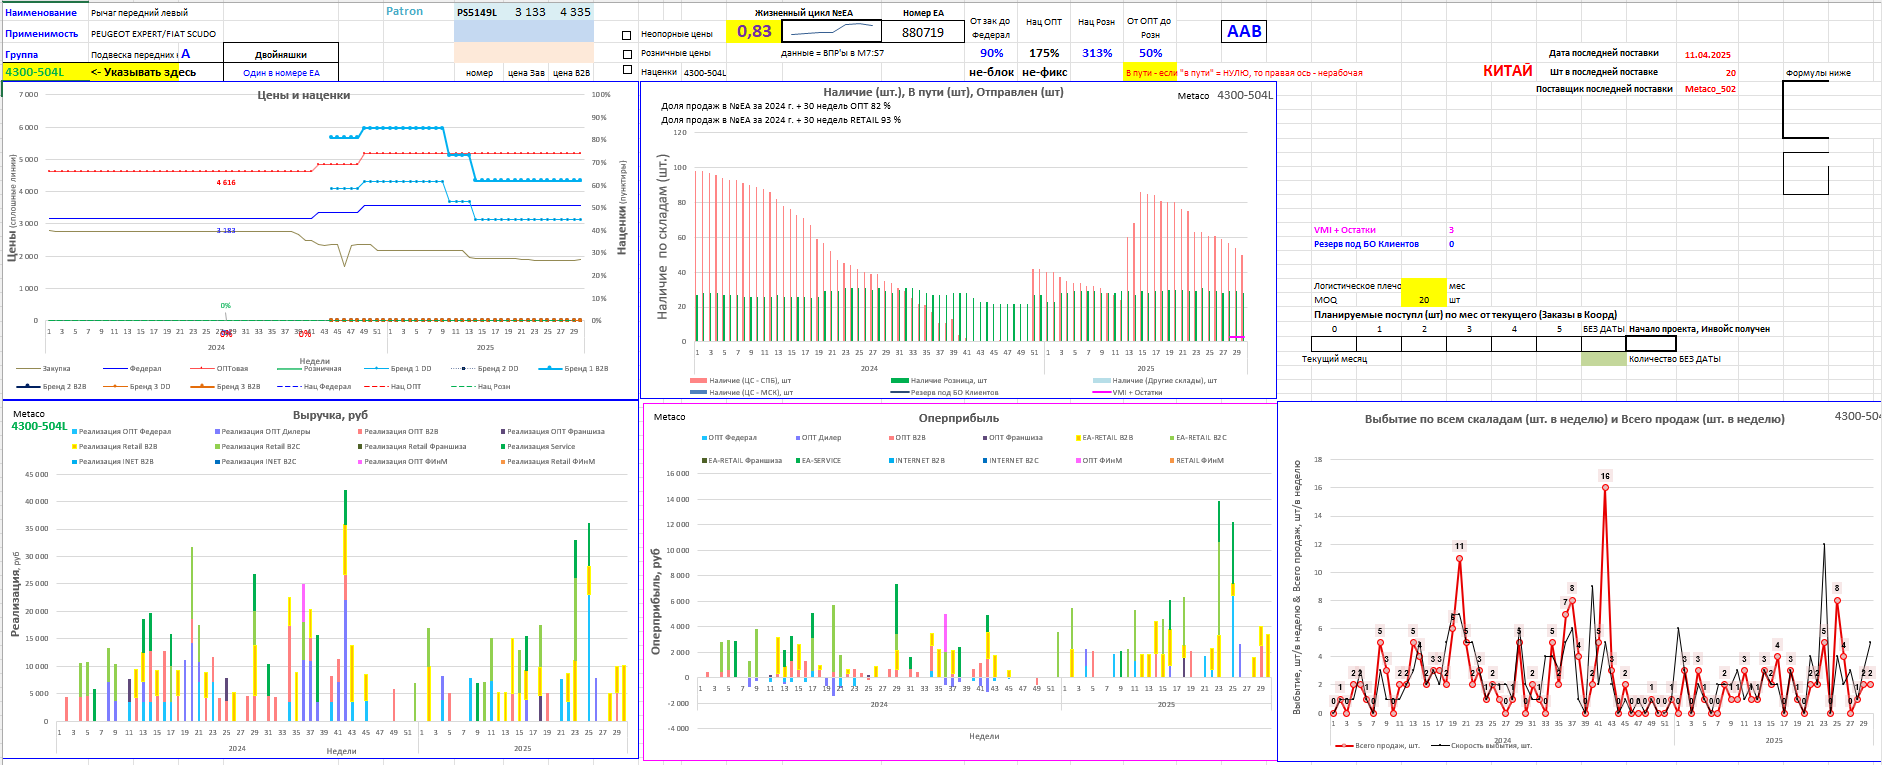 Наименование Рычаг передний левый Patron PS5149L 3 133 4 335 Жизненный цикл №ЕА Номер ЕА
Применимость PEUGEOT EXPERT/FIAT SCUDO Неопорные цены 0,83 880719 От зак до Федерал Нац ОПТ Нац Розн От ОПТ до Розн ААВ
Группа Подвеска передних А Двойняшки Розничные цены данные = ВПР'ы в М7:S7 90% 175% 313% 50% Дата последней поставки 11.04.2025
4300-504L <- Указывать здесь Один в номере ЕА номер цена Зав цена В2В Наценки 4300-504L не-блок не-фикс В пути - если "в пути" = НУЛЮ, то правая ось - нерабочая КИТАЙ Шт в последней поставке 20 Формулы ниже
Поставщик последней поставки Metaco_502
Цены и наценки
Цены (сплошные линии)
7 000
6 000
5 000
4 000
3 000
2 000
1 000
0
100%
90%
80%
70%
60%
50%
40%
30%
20%
10%
0%
Наценки (пунктиры)
4 616
3 183
0%
0%
0%
2024 2025
Недели
Закупка Федерал ОПТовая Розничная Бренд 1 DD Бренд 2 DD Бренд 1 B2B
Бренд 2 B2B Бренд 3 DD Бренд 3 B2B Нац Федерал Нац ОПТ Нац Розн
Наличие (шт.), В пути (шт), Отправлен (шт)
Metaco 4300-504L
Доля продаж в №ЕА за 2024 г. + 30 недель ОПТ 82 %
Доля продаж в №ЕА за 2024 г. + 30 недель RETAIL 93 %
Наличие по складам (шт.)
120
100
80
60
40
20
0
2024 2025
Наличие (ЦС - СПБ), шт Наличие Розница, шт Наличие (Другие склады), шт
Наличие (ЦС - МСК), шт Резерв под БО Клиентов VMI + Остатки
VMI + Остатки 3
Резерв под БО Клиентов 0
Логистическое плечо мес
MOQ 20 шт
Планируемые поступл (шт) по мес от текущего (Заказы в Коорд)
0 1 2 3 4 5 БЕЗ ДАТЫ Начало проекта, Инвойс получен
Текущий месяц Количество БЕЗ ДАТЫ
Metaco
4300-504L
Выручка, руб
Реализация ОПТ Федерал Реализация ОПТ Дилеры Реализация ОПТ B2B Реализация ОПТ Франшиза
Реализация Retail B2B Реализация Retail B2C Реализация Retail Франшиза Реализация Service
Реализация INET B2B Реализация INET B2C Реализация ОПТ ФИнМ Реализация Retail ФИнМ
Реализация, руб
45 000
40 000
35 000
30 000
25 000
20 000
15 000
10 000
5 000
0
2024 2025
Недели
Metaco
Оперприбыль
ОПТ Федерал ОПТ Дилер ОПТ B2B ОПТ Франшиза EA-RETAIL B2B EA-RETAIL B2C
EA-RETAIL Франшиза EA-SERVICE INTERNET B2B INTERNET B2C ОПТ ФИнМ RETAIL ФИнМ
Оперприбыль, руб
16 000
14 000
12 000
10 000
8 000
6 000
4 000
2 000
0
-2 000
-4 000
2024 2025
Недели
Выбытие по всем скаладам (шт. в неделю) и Всего продаж (шт. в неделю)
4300-504
Выбытие, шт/в неделю & Всего продаж, шт/в неделю
18
16
14
12
10
8
6
4
2
0
2024 2025
Всего продаж, шт. Скорость выбытия, шт.